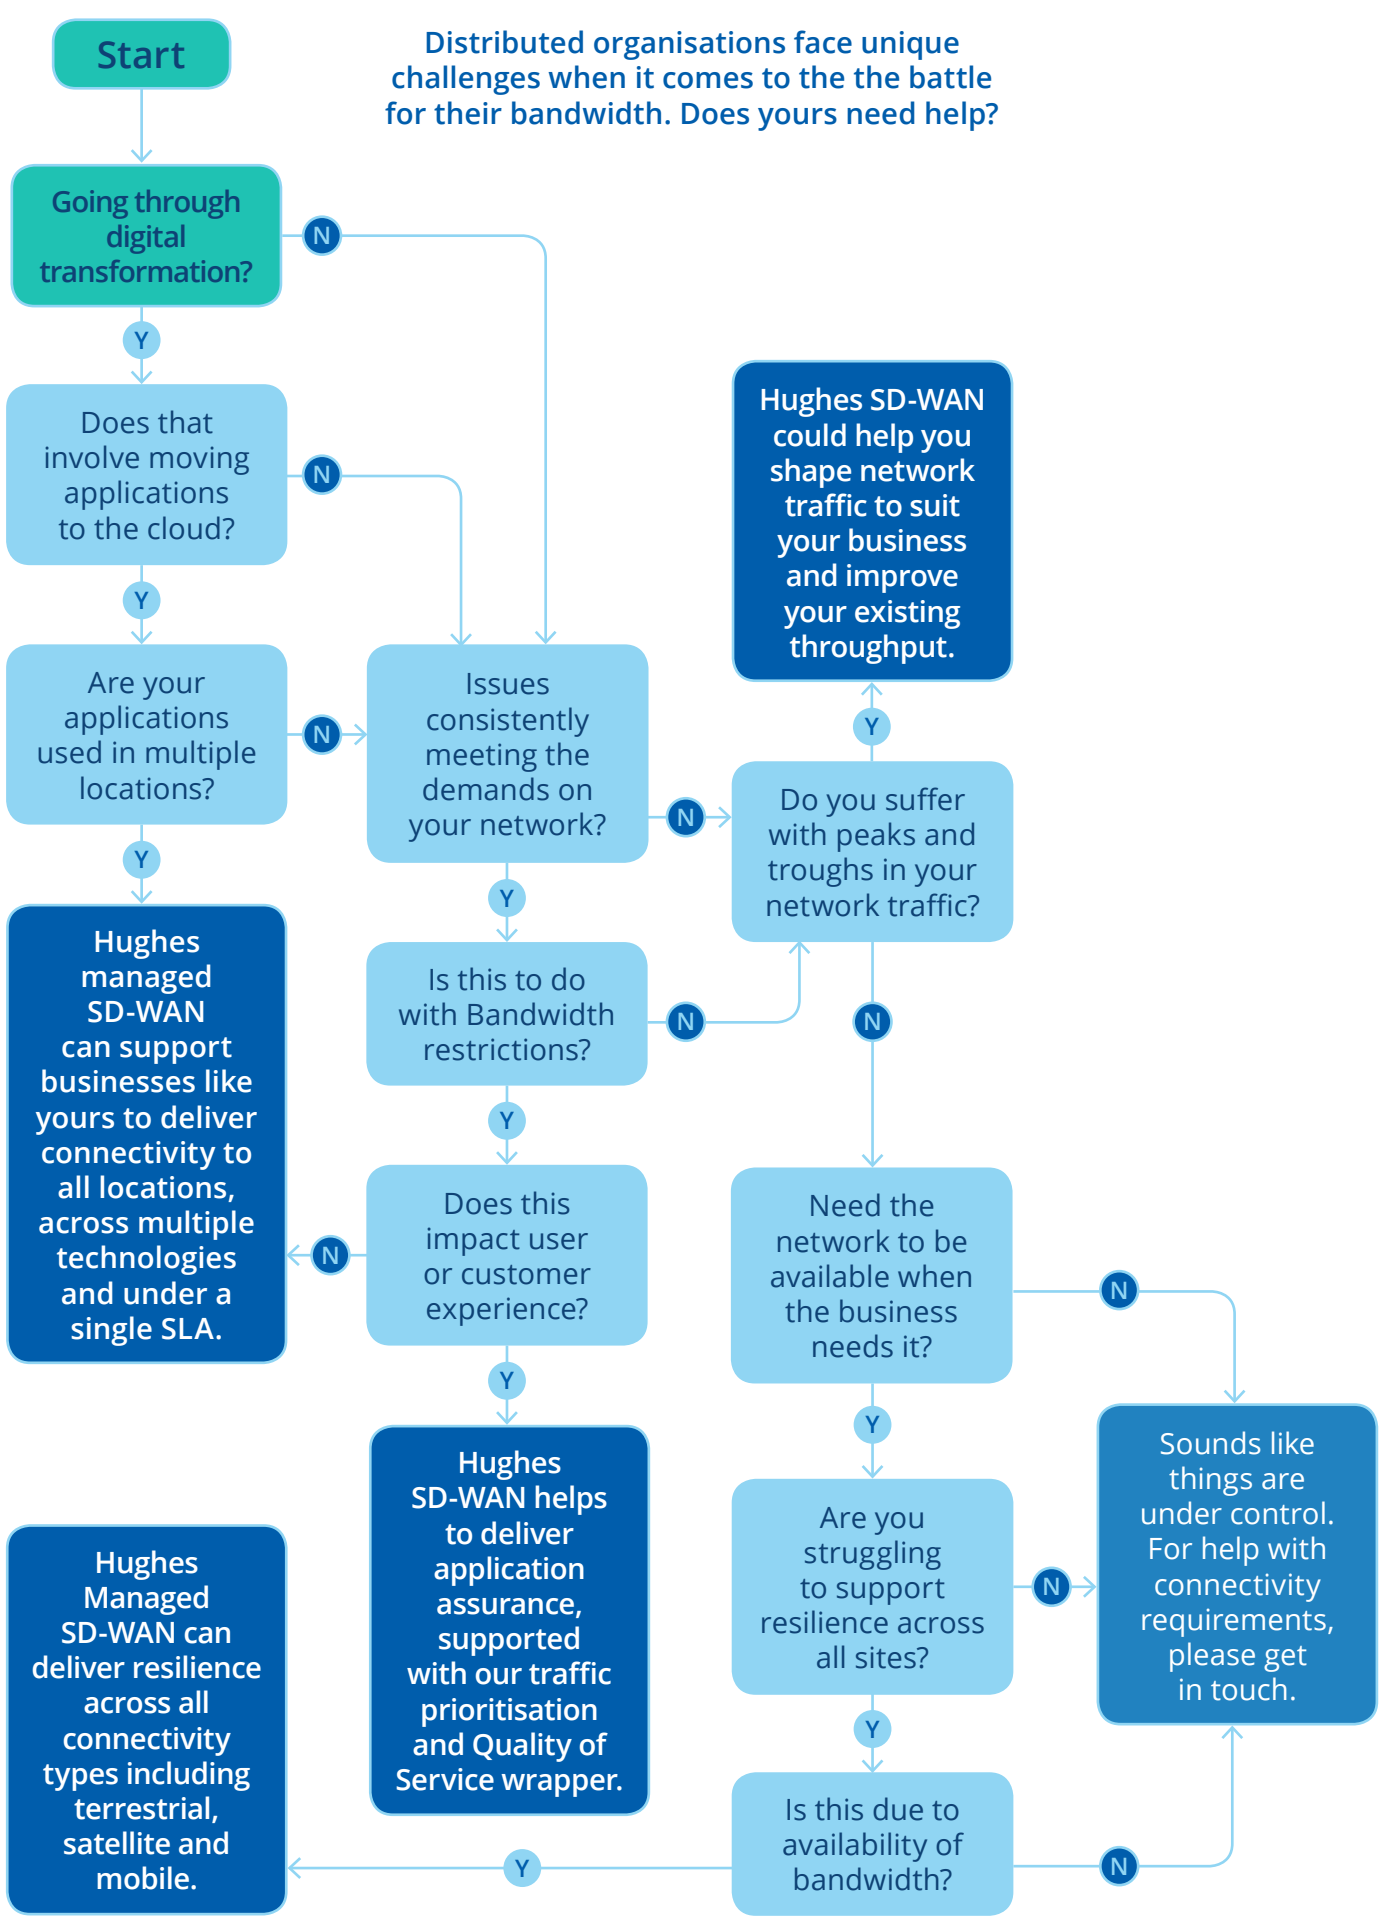 Start
Distributed organisations face unique
challenges when it comes to the the battle
for their bandwidth. Does yours need help?
Going through
digital
transformation?
N
Y
Does that
involve moving
applications
to the cloud?
N
Y
Are your
applications
used in multiple
locations?
N
Y
Hughes
managed
SD-WAN
can support
businesses like
yours to deliver
connectivity to
all locations,
across multiple
technologies
and under a
single SLA.
Issues
consistently
meeting the
demands on
your network?
N
Y
Is this to do
with Bandwidth
restrictions?
N
Y
Does this
impact user
or customer
experience?
N
Y
Hughes
SD-WAN helps
to deliver
application
assurance,
supported
with our traffic
prioritisation
and Quality of
Service wrapper.
Hughes SD-WAN
could help you
shape network
traffic to suit
your business
and improve
your existing
throughput.
Y
Do you suffer
with peaks and
troughs in your
network traffic?
N
Need the
network to be
available when
the business
needs it?
N
Y
Are you
struggling
to support
resilience across
all sites?
N
Y
Sounds like
things are
under control.
For help with
connectivity
requirements,
please get
in touch.
Is this due to
availability of
bandwidth?
N
Y
Hughes
Managed
SD-WAN can
deliver resilience
across all
connectivity
types including
terrestrial,
satellite and
mobile.